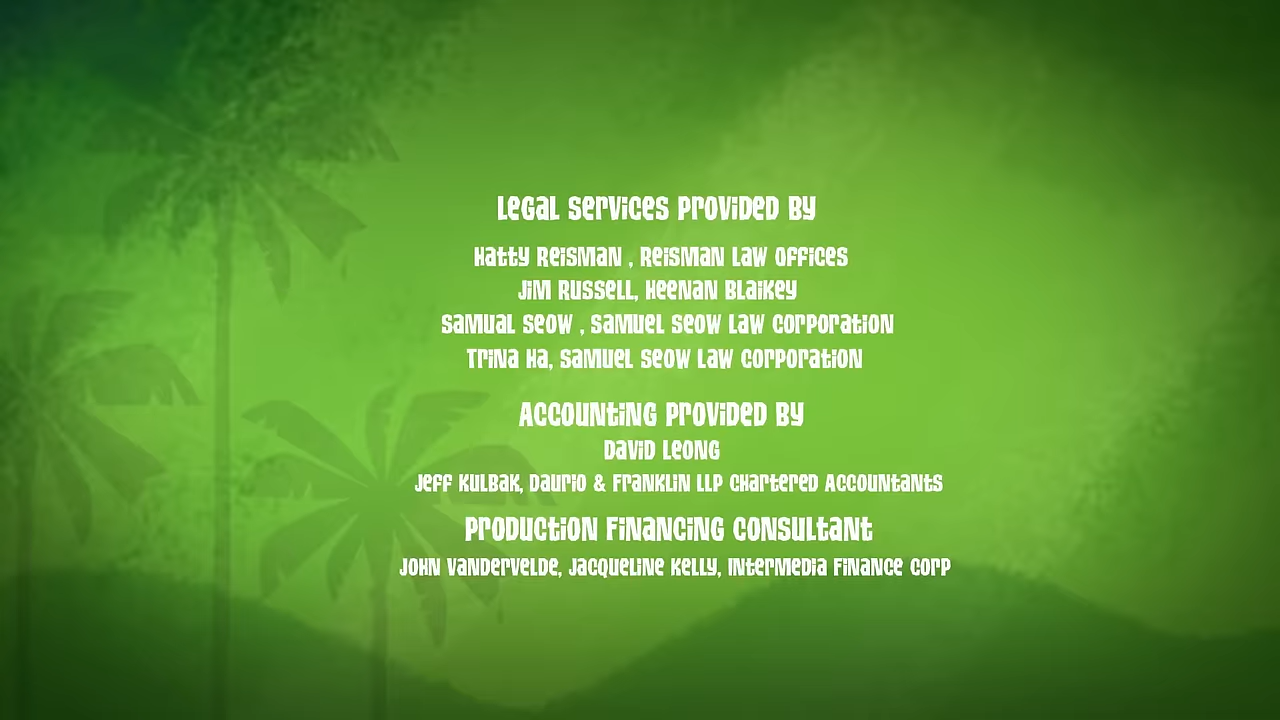 Legal Services Provided By
Hatty Reisman , Reisman Law Offices
Jim Russell, Heenan Blaikey
Samual Seow , Samuel Seow Law Corporation
Trina Ha, Samuel Seow Law Corporation
Accounting Provided By
David Leong
Jeff Kulbak, Daurio & Franklin LLP Chartered Accountants
Production Financing Consultant
John Vandervelde, Jacqueline Kelly, Intermedia Finance Corp